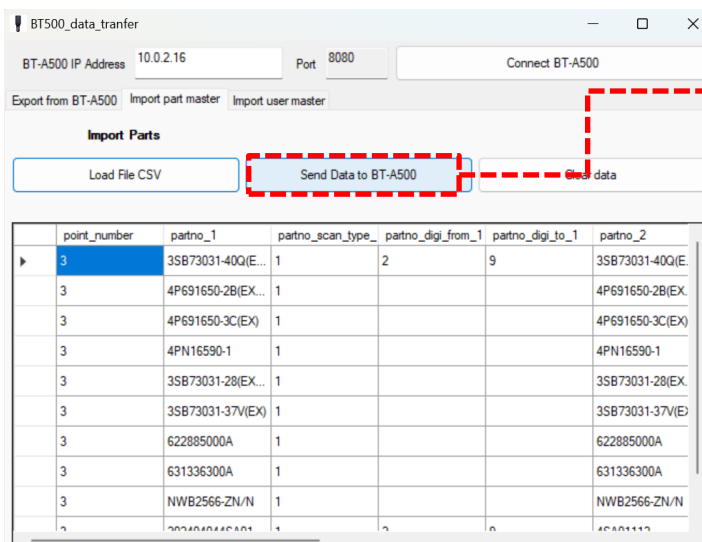 BT500_data_tranfer
BT-A500 IP Address 10.0.2.16 Port 8080 Connect BT-A500
Export from BT-A500 Import part master Import user master
Import Parts
Load File CSV Send Data to BT-A500 Clear data
point_number partno_1 partno_scan_type_ partno_digi_from_1 partno_digi_to_1 partno_2
3 3SB73031-40Q(E... 1 2 9 3SB73031-40Q(E.
3 4P691650-2B(EX... 1 4P691650-2B(EX.
3 4P691650-3C(EX) 1 4P691650-3C(EX)
3 4PN16590-1 1 4PN16590-1
3 3SB73031-28(EX... 1 3SB73031-28(EX.
3 3SB73031-37V(EX) 1 3SB73031-37V(EX
3 622885000A 1 622885000A
3 631336300A 1 631336300A
3 NWB2566-ZN/N 1 NWB2566-ZN/N